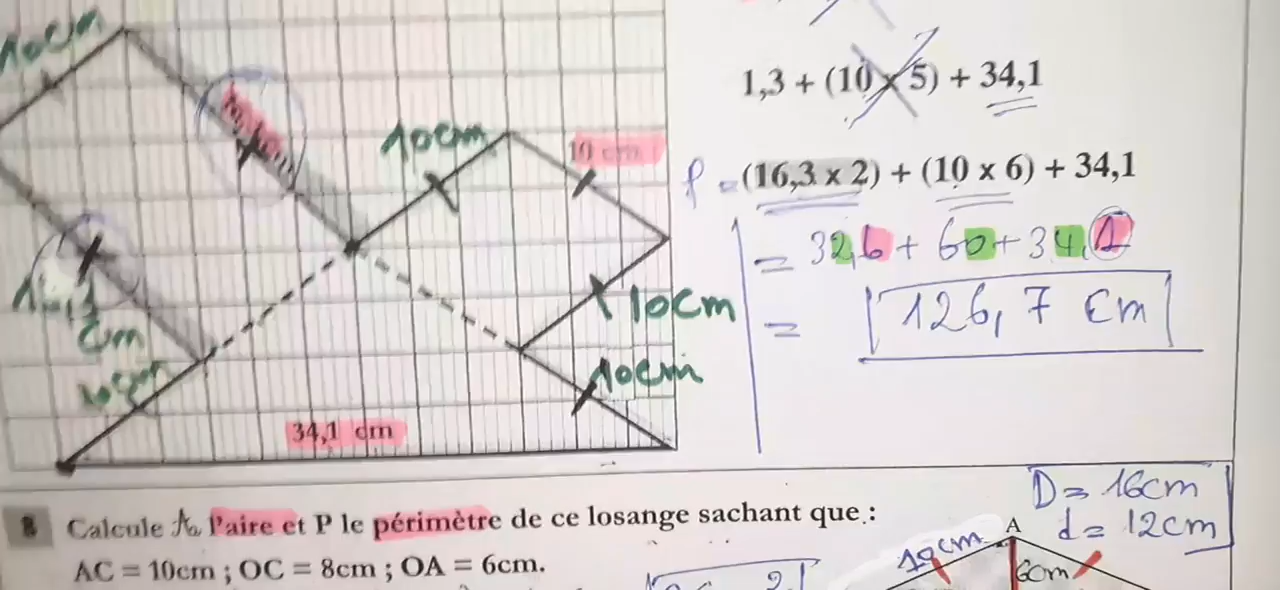 10cm
10cm
10 cm
10cm
cm
10cm
10cm
34,1 cm
1,3 + (10 x 5) + 34,1
P = (16,3 x 2) + (10 x 6) + 34,1
= 32,6 + 60 + 34,1
= 126,7 cm
8 Calcule A l'aire et P le périmètre de ce losange sachant que :
AC = 10cm ; OC = 8cm ; OA = 6cm.
D = 16cm
d = 12cm
A
10cm
6cm